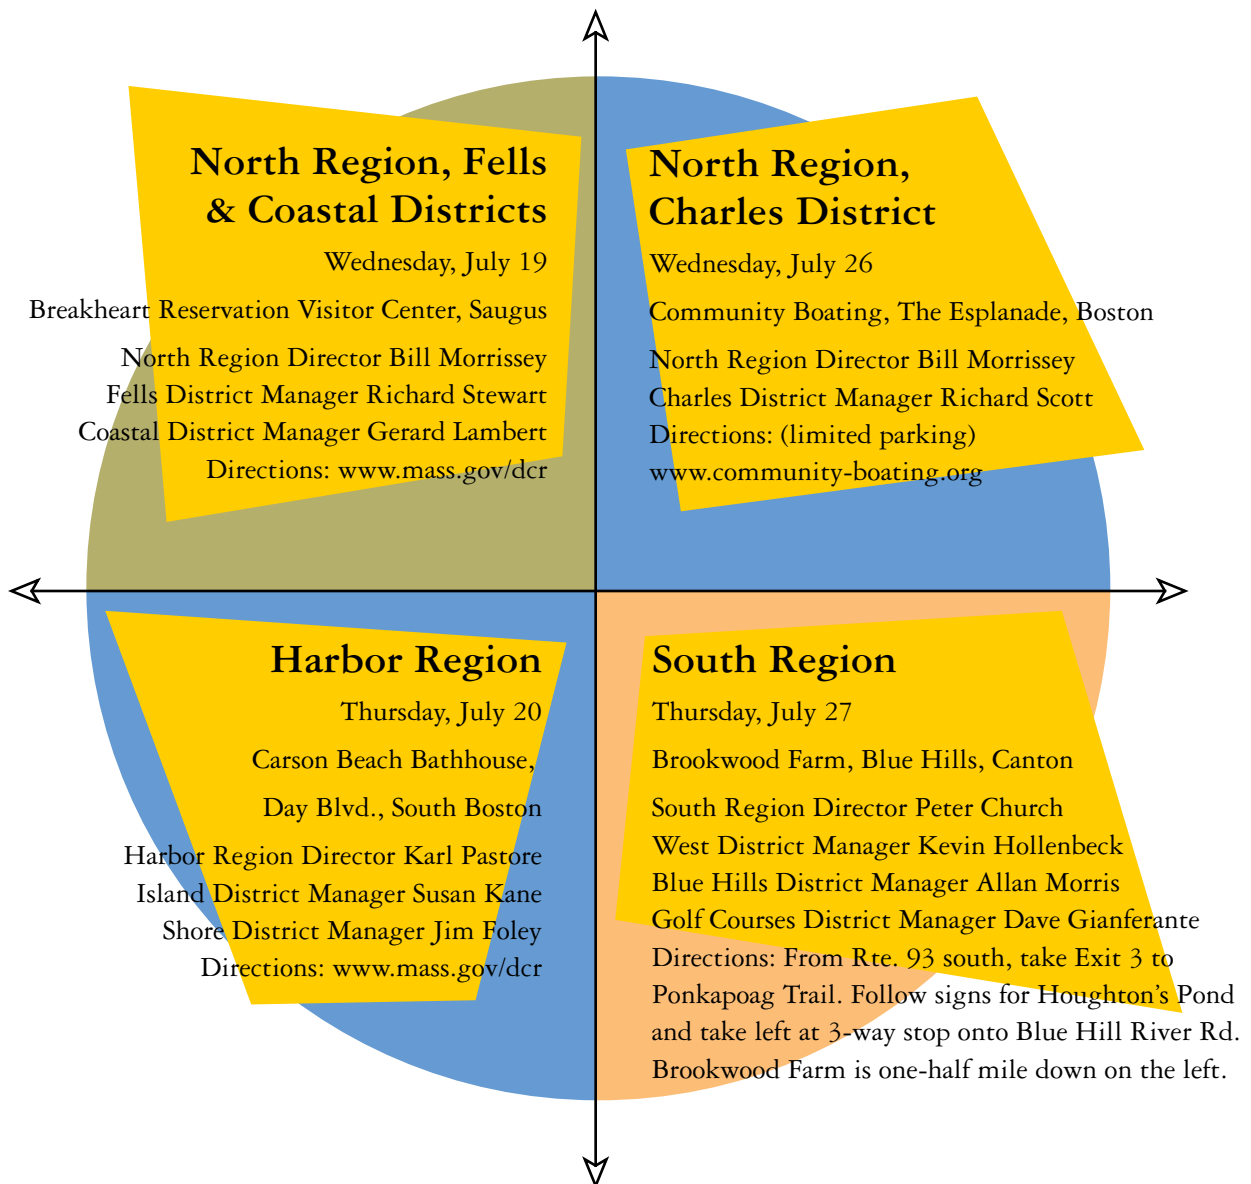 North Region, Fells
& Coastal Districts
Wednesday, July 19
Breakheart Reservation Visitor Center, Saugus
North Region Director Bill Morrissey
Fells District Manager Richard Stewart
Coastal District Manager Gerard Lambert
Directions: www.mass.gov/dcr
North Region,
Charles District
Wednesday, July 26
Community Boating, The Esplanade, Boston
North Region Director Bill Morrissey
Charles District Manager Richard Scott
Directions: (limited parking)
www.community-boating.org
Harbor Region
Thursday, July 20
Carson Beach Bathhouse,
Day Blvd., South Boston
Harbor Region Director Karl Pastore
Island District Manager Susan Kane
Shore District Manager Jim Foley
Directions: www.mass.gov/dcr
South Region
Thursday, July 27
Brookwood Farm, Blue Hills, Canton
South Region Director Peter Church
West District Manager Kevin Hollenbeck
Blue Hills District Manager Allan Morris
Golf Courses District Manager Dave Gianferante
Directions: From Rte. 93 south, take Exit 3 to
Ponkapoag Trail. Follow signs for Houghton's Pond
and take left at 3-way stop onto Blue Hill River Rd.
Brookwood Farm is one-half mile down on the left.